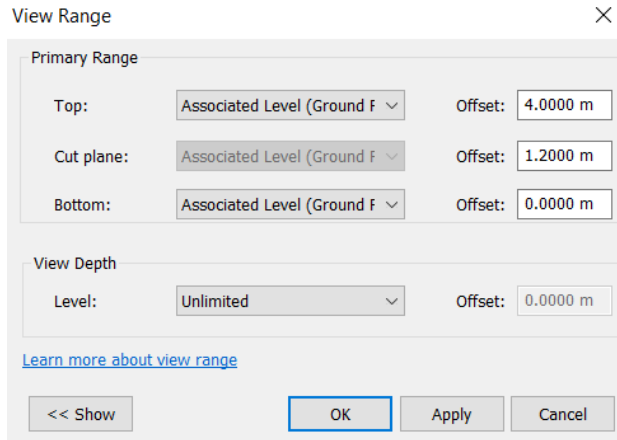 View Range
Primary Range
Top: Associated Level (Ground F Offset: 4.0000 m
Cut plane: Associated Level (Ground F Offset: 1.2000 m
Bottom: Associated Level (Ground F Offset: 0.0000 m
View Depth
Level: Unlimited Offset: 0.0000 m
Learn more about view range
<< Show OK Apply Cancel